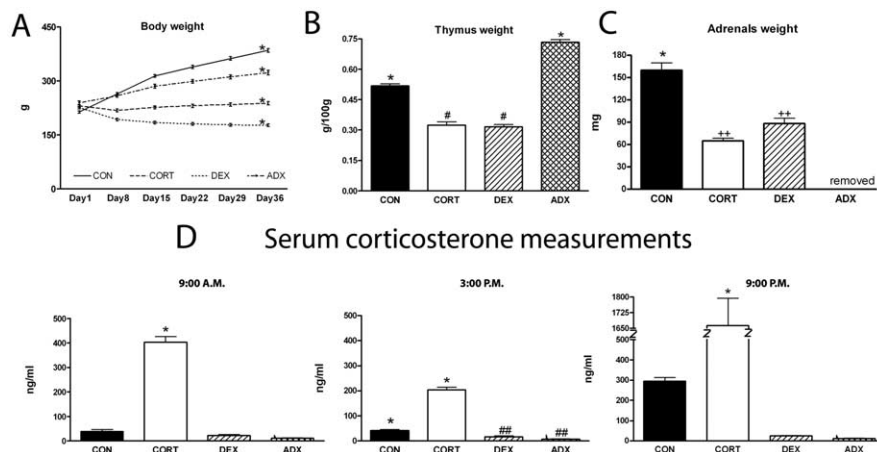 A
Body weight
450
300
150
0
g
CON
CORT
DEX
ADX
Day1 Day8 Day15 Day22 Day29 Day36
*
*
*
*
B
Thymus weight
0.75
0.60
0.45
0.30
0.15
0.00
g/100g
*
#
#
*
CON CORT DEX ADX
C
Adrenals weight
180
150
120
90
60
30
0
mg
*
++
++
removed
CON CORT DEX ADX
D Serum corticosterone measurements
9:00 A.M.
500
400
300
200
100
0
ng/ml
*
CON CORT DEX ADX
3:00 P.M.
500
400
300
200
100
0
ng/ml
*
*
##
##
CON CORT DEX ADX
9:00 P.M.
1800
1725
1650
500
400
300
200
100
0
ng/ml
*
CON CORT DEX ADX